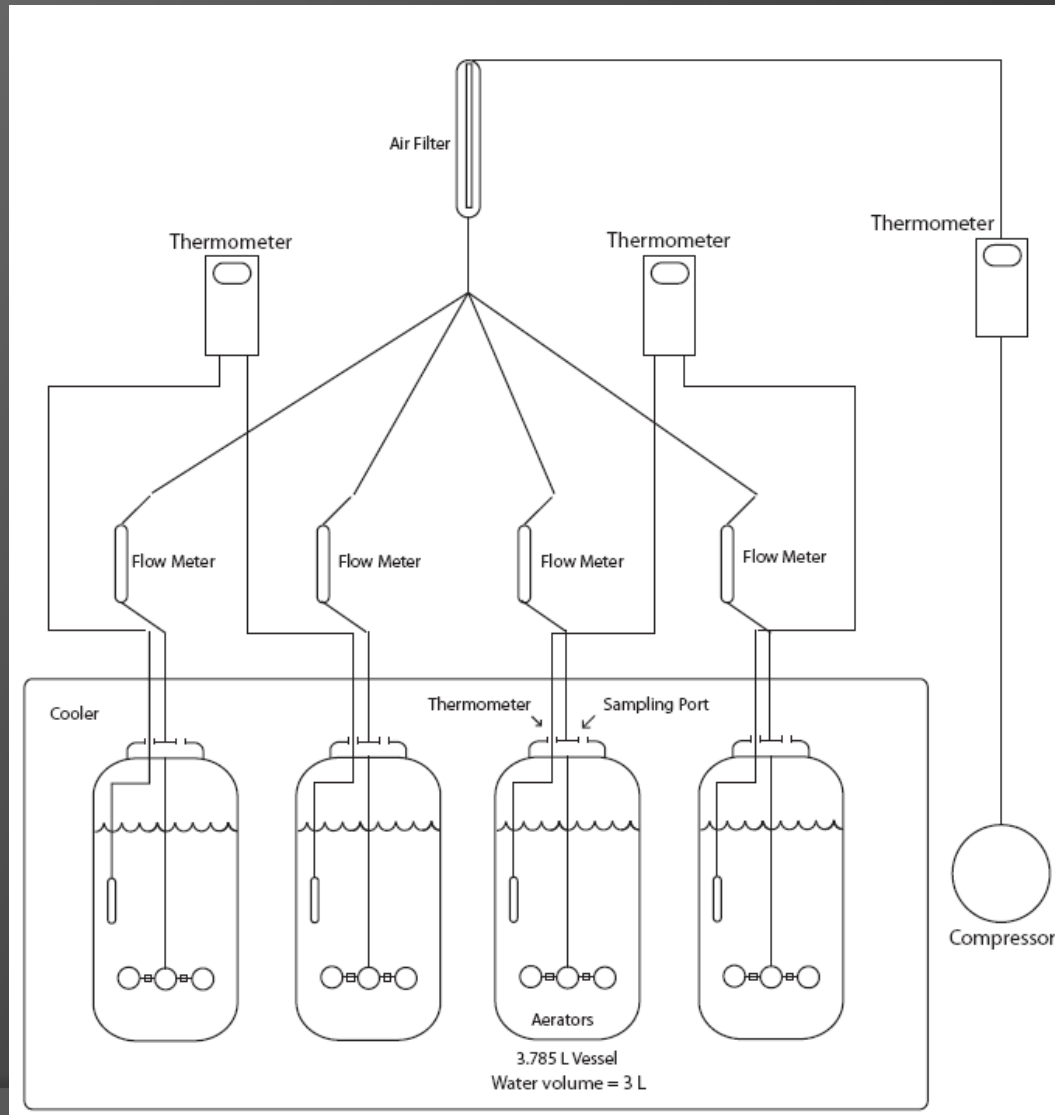 Air Filter
Thermometer
Thermometer
Thermometer
Flow Meter
Flow Meter
Flow Meter
Flow Meter
Cooler
Thermometer
Sampling Port
Compressor
Aerators
3.785 L Vessel
Water volume = 3 L